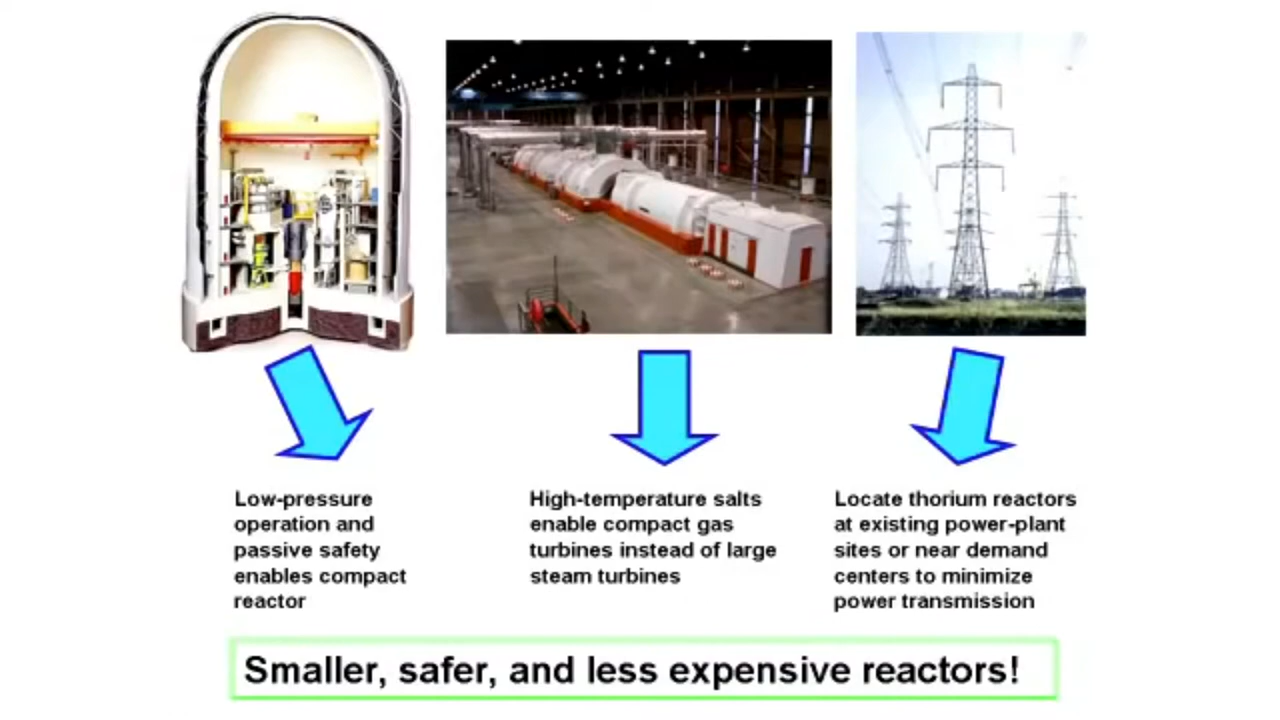 Low-pressure
operation and
passive safety
enables compact
reactor
High-temperature salts
enable compact gas
turbines instead of large
steam turbines
Locate thorium reactors
at existing power-plant
sites or near demand
centers to minimize
power transmission
Smaller, safer, and less expensive reactors!